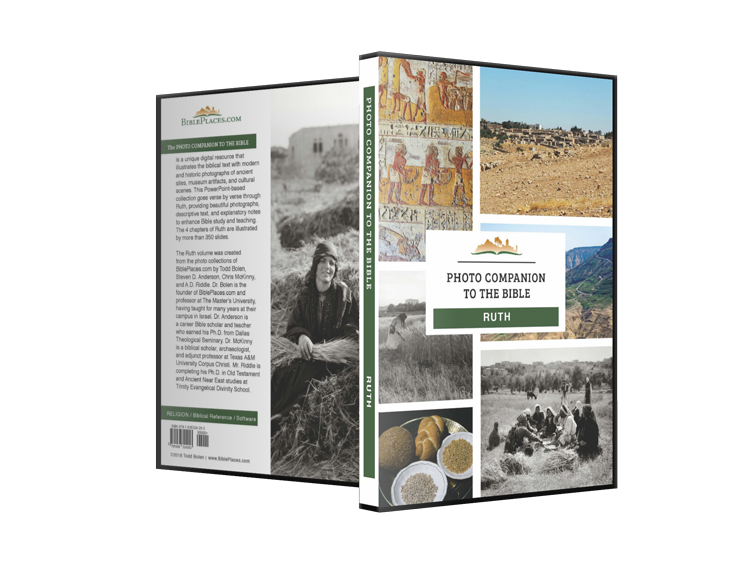 BIBLEPLACES.COM
The PHOTO COMPANION TO THE BIBLE
is a unique digital resource that
illustrates the biblical text with modern
and historic photographs of ancient
sites, museum artifacts, and cultural
scenes. This PowerPoint-based
collection goes verse by verse through
Ruth, providing beautiful photographs,
descriptive text, and explanatory notes
to enhance Bible study and teaching.
The 4 chapters of Ruth are illustrated
by more than 350 slides.
The Ruth volume was created
from the photo collections of
BiblePlaces.com by Todd Bolen,
Steven D. Anderson, Chris McKinny,
and A.D. Riddle. Dr. Bolen is the
founder of BiblePlaces.com and
professor at The Master's University,
having taught for many years at their
campus in Israel. Dr. Anderson is
a career Bible scholar and teacher
who earned his Ph.D. from Dallas
Theological Seminary. Dr. McKinny
is a biblical scholar, archaeologist,
and adjunct professor at Texas A&M
University Corpus Christi. Mr. Riddle is
completing his Ph.D. in Old Testament
and Ancient Near East studies at
Trinity Evangelical Divinity School.
RELIGION / Biblical Reference / Software
©2018 Todd Bolen | www.BiblePlaces.com
PHOTO COMPANION TO THE BIBLE
RUTH
PHOTO COMPANION
TO THE BIBLE
RUTH